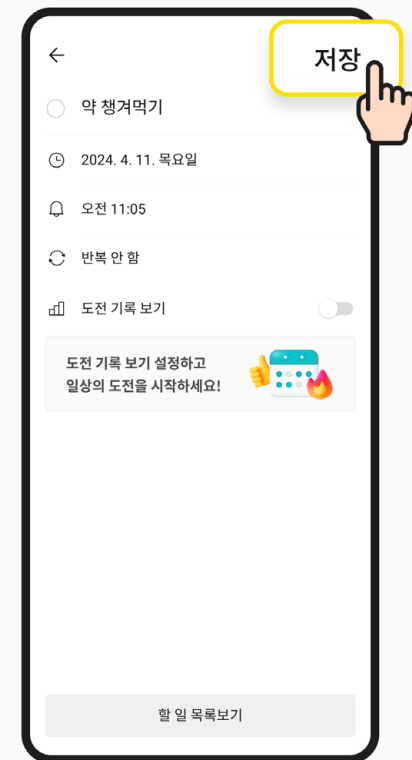 저장
약 챙겨먹기
2024. 4. 11. 목요일
오전 11:05
반복 안 함
도전 기록 보기
도전 기록 보기 설정하고
일상의 도전을 시작하세요!
할 일 목록보기